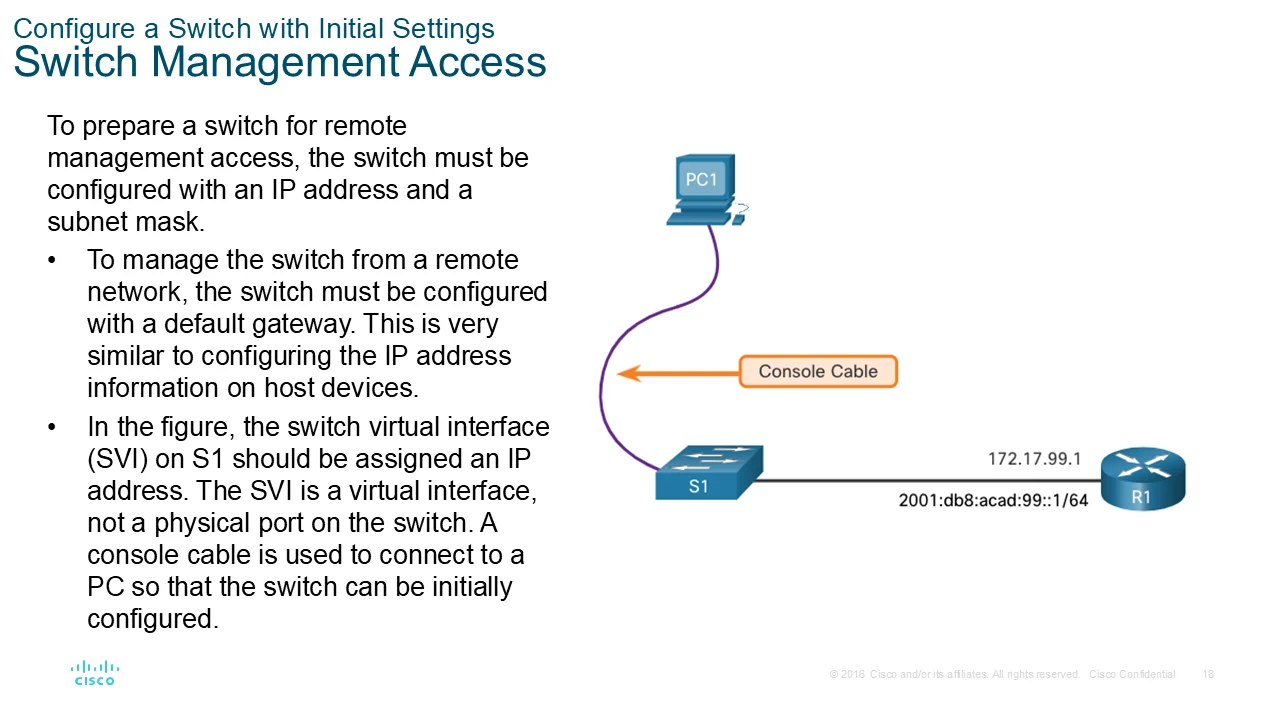 Configure a Switch with Initial Settings
Switch Management Access
To prepare a switch for remote
management access, the switch must be
configured with an IP address and a
subnet mask.
• To manage the switch from a remote
network, the switch must be configured
with a default gateway. This is very
similar to configuring the IP address
information on host devices.
• In the figure, the switch virtual interface
(SVI) on S1 should be assigned an IP
address. The SVI is a virtual interface,
not a physical port on the switch. A
console cable is used to connect to a
PC so that the switch can be initially
configured.
PC1
Console Cable
S1
172.17.99.1
2001:db8:acad:99::1/64
R1
CISCO
© 2016 Cisco and/or its affiliates. All rights reserved. Cisco Confidential 18